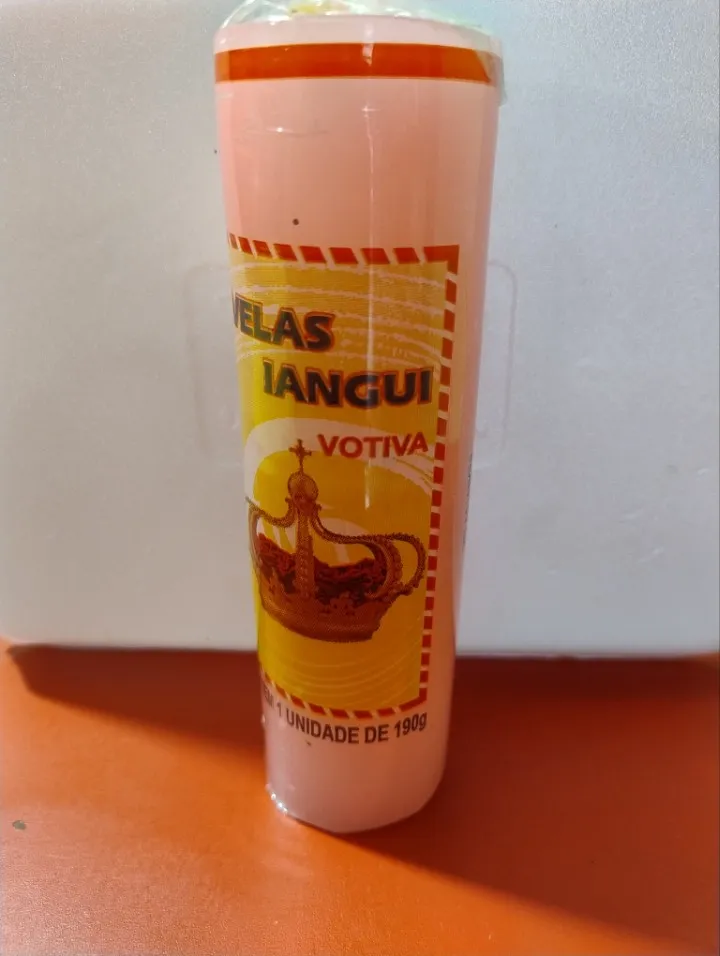 VELAS
IANGUI
VOTIVA
1 UNIDADE DE 190g